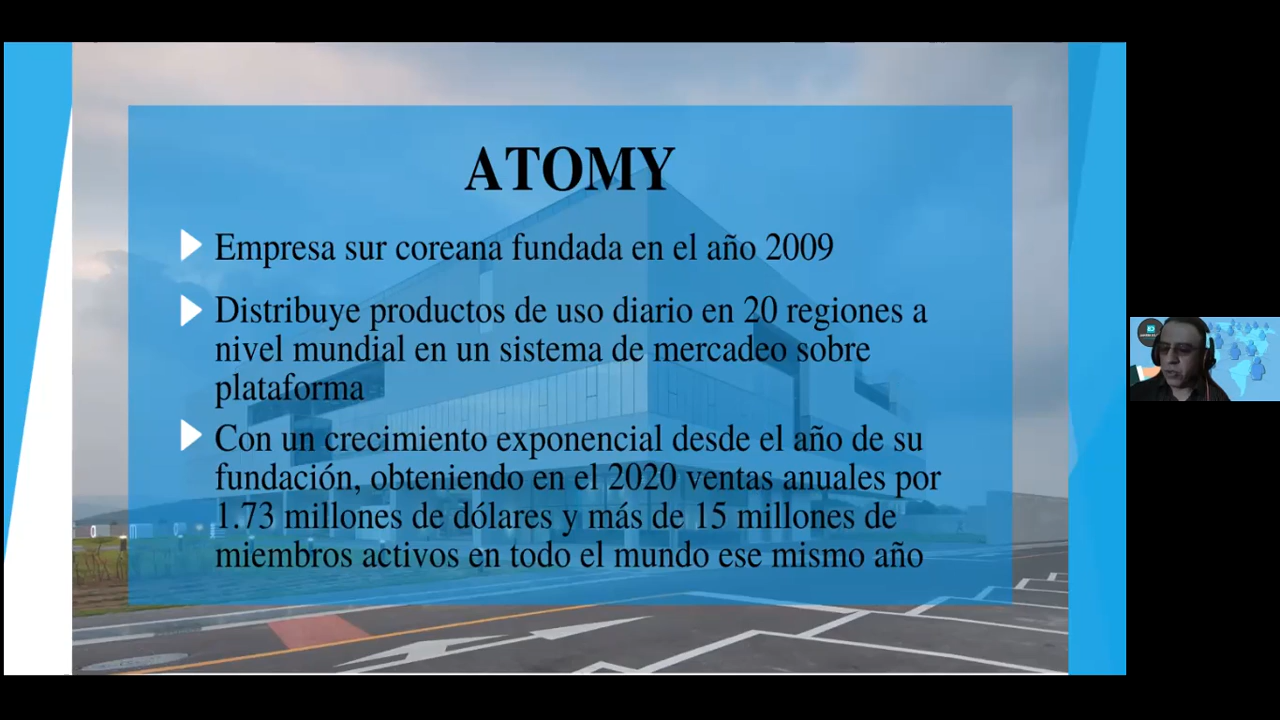 ATOMY
Empresa sur coreana fundada en el año 2009
Distribuye productos de uso diario en 20 regiones a
nivel mundial en un sistema de mercadeo sobre
plataforma
Con un crecimiento exponencial desde el año de su
fundación, obteniendo en el 2020 ventas anuales por
1.73 millones de dólares y más de 15 millones de
miembros activos en todo el mundo ese mismo año